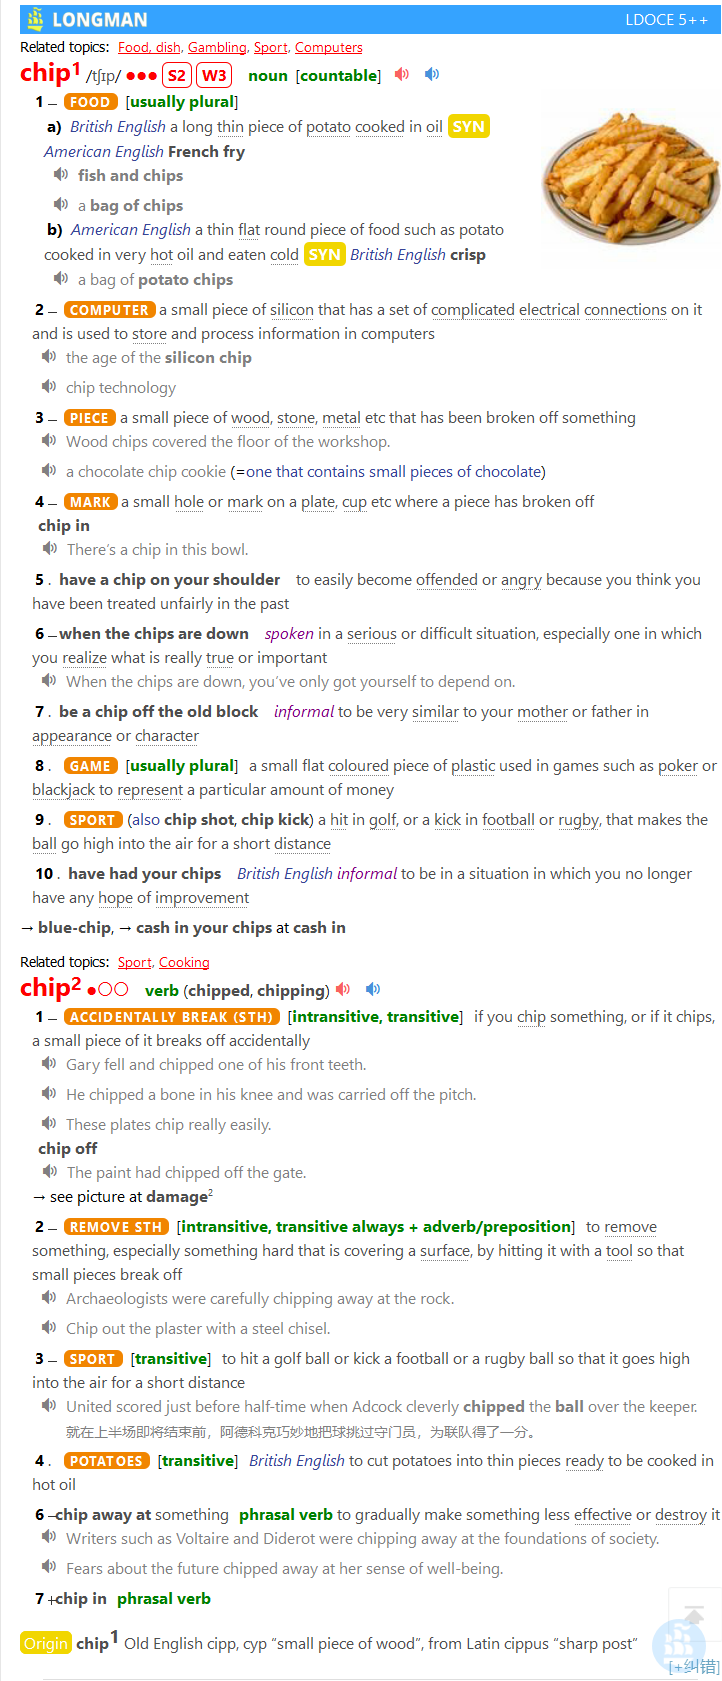 LONGMAN LDOCE 5++
Related topics: Food, dish, Gambling, Sport, Computers
chip1 /tʃɪp/ ●●● S2 W3 noun [countable]
1 – FOOD [usually plural]
a) British English a long thin piece of potato cooked in oil SYN
American English French fry
fish and chips
a bag of chips
b) American English a thin flat round piece of food such as potato
cooked in very hot oil and eaten cold SYN British English crisp
a bag of potato chips
2 – COMPUTER a small piece of silicon that has a set of complicated electrical connections on it
and is used to store and process information in computers
the age of the silicon chip
chip technology
3 – PIECE a small piece of wood, stone, metal etc that has been broken off something
Wood chips covered the floor of the workshop.
a chocolate chip cookie (=one that contains small pieces of chocolate)
4 – MARK a small hole or mark on a plate, cup etc where a piece has broken off
chip in
There's a chip in this bowl.
5 . have a chip on your shoulder to easily become offended or angry because you think you
have been treated unfairly in the past
6 –when the chips are down spoken in a serious or difficult situation, especially one in which
you realize what is really true or important
When the chips are down, you've only got yourself to depend on.
7 . be a chip off the old block informal to be very similar to your mother or father in
appearance or character
8 . GAME [usually plural] a small flat coloured piece of plastic used in games such as poker or
blackjack to represent a particular amount of money
9 . SPORT (also chip shot, chip kick) a hit in golf, or a kick in football or rugby, that makes the
ball go high into the air for a short distance
10 . have had your chips British English informal to be in a situation in which you no longer
have any hope of improvement
→ blue-chip, → cash in your chips at cash in
Related topics: Sport, Cooking
chip2 ●○○ verb (chipped, chipping)
1 – ACCIDENTALLY BREAK (STH) [intransitive, transitive] if you chip something, or if it chips,
a small piece of it breaks off accidentally
Gary fell and chipped one of his front teeth.
He chipped a bone in his knee and was carried off the pitch.
These plates chip really easily.
chip off
The paint had chipped off the gate.
→ see picture at damage2
2 – REMOVE STH [intransitive, transitive always + adverb/preposition] to remove
something, especially something hard that is covering a surface, by hitting it with a tool so that
small pieces break off
Archaeologists were carefully chipping away at the rock.
Chip out the plaster with a steel chisel.
3 – SPORT [transitive] to hit a golf ball or kick a football or a rugby ball so that it goes high
into the air for a short distance
United scored just before half-time when Adcock cleverly chipped the ball over the keeper.
就在上半场即将结束前，阿德科克巧妙地把球挑过守门员，为联队得了一分。
4 . POTATOES [transitive] British English to cut potatoes into thin pieces ready to be cooked in
hot oil
6 –chip away at something phrasal verb to gradually make something less effective or destroy it
Writers such as Voltaire and Diderot were chipping away at the foundations of society.
Fears about the future chipped away at her sense of well-being.
7 +chip in phrasal verb
Origin chip1 Old English cipp, cyp “small piece of wood”, from Latin cippus “sharp post”
[+纠错]